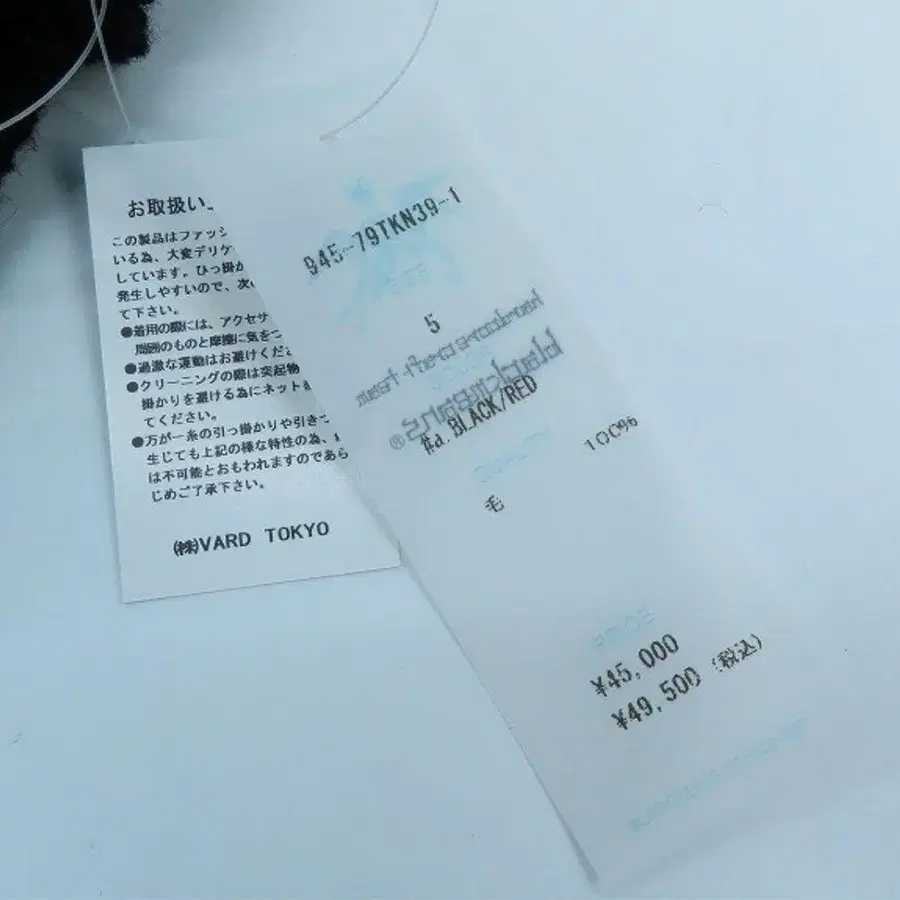 お取扱い
この製品はファッシ
いる為、大変デリケ
しています。ひっ掛か
発生しやすいので、次
て下さい。
●着用の際には、アクセサ
周囲のものと摩擦に気をつ
●過激な運動はお避けくださ
●クリーニングの際は突起物
掛かりを避ける為にネット
てください。
●万が一糸の引っ掛かりや引きつ
生じても上記の様な特性の為、
は不可能とおもわれますのであら
じめご了承下さい。
㈱VARD TOKYO
945-79TKN39-1
SIZE
5
hardcore craft-team
blackmeans®
#a.BLACK/RED
QUALITY
毛 100%
PRICE
¥45,000
¥49,500 (税込)